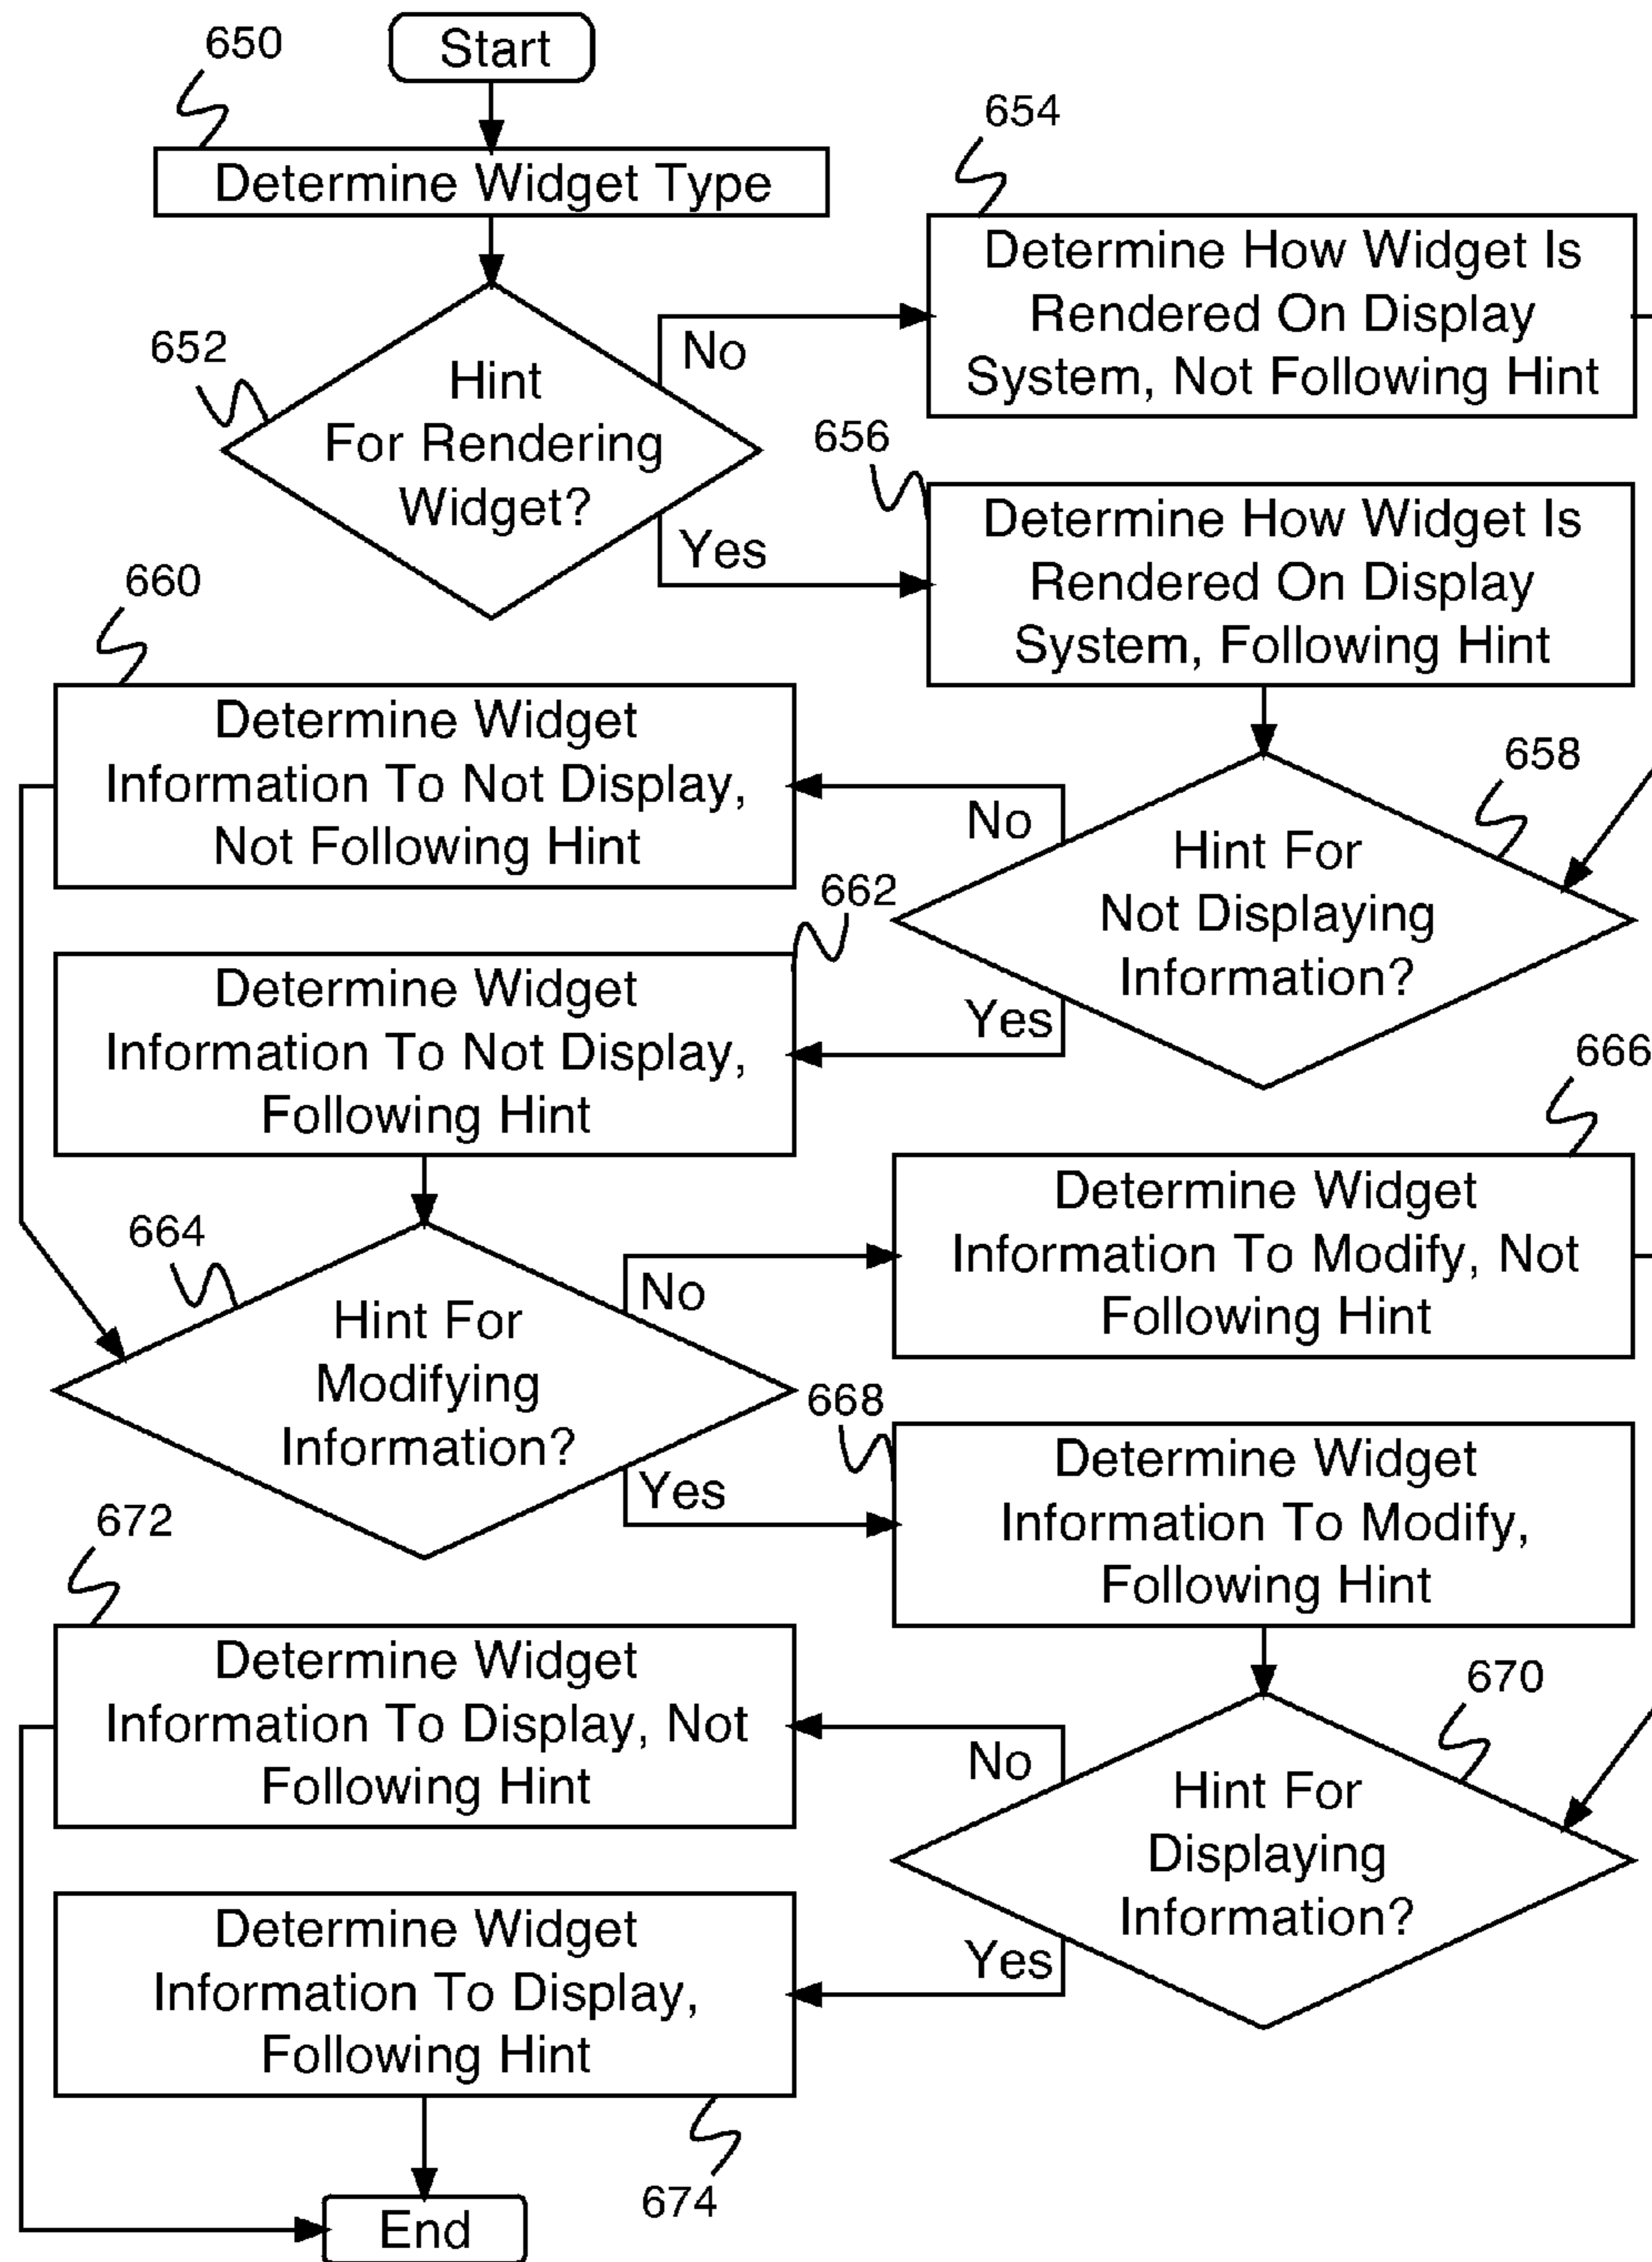 650
Start
Determine Widget Type
654
Determine How Widget Is
Rendered On Display
System, Not Following Hint
652
Hint
For Rendering
Widget?
No
Yes
656
Determine How Widget Is
Rendered On Display
System, Following Hint
660
Determine Widget
Information To Not Display,
Not Following Hint
658
Hint For
Not Displaying
Information?
No
Yes
662
Determine Widget
Information To Not Display,
Following Hint
666
Determine Widget
Information To Modify, Not
Following Hint
664
Hint For
Modifying
Information?
No
Yes
668
Determine Widget
Information To Modify,
Following Hint
672
Determine Widget
Information To Display, Not
Following Hint
670
Hint For
Displaying
Information?
No
Yes
Determine Widget
Information To Display,
Following Hint
674
End